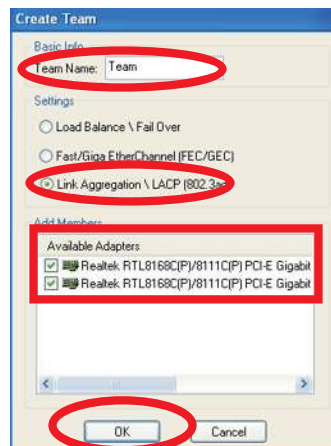 Create Team
Basic Info
Team Name: Team
Settings
Load Balance \ Fail Over
Fast/Giga EtherChannel (FEC/GEC)
Link Aggregation \ LACP (802.3ad
Add Members
Available Adapters
Realtek RTL8168C(P)/8111C(P) PCI-E Gigabit
Realtek RTL8168C(P)/8111C(P) PCI-E Gigabit
OK Cancel